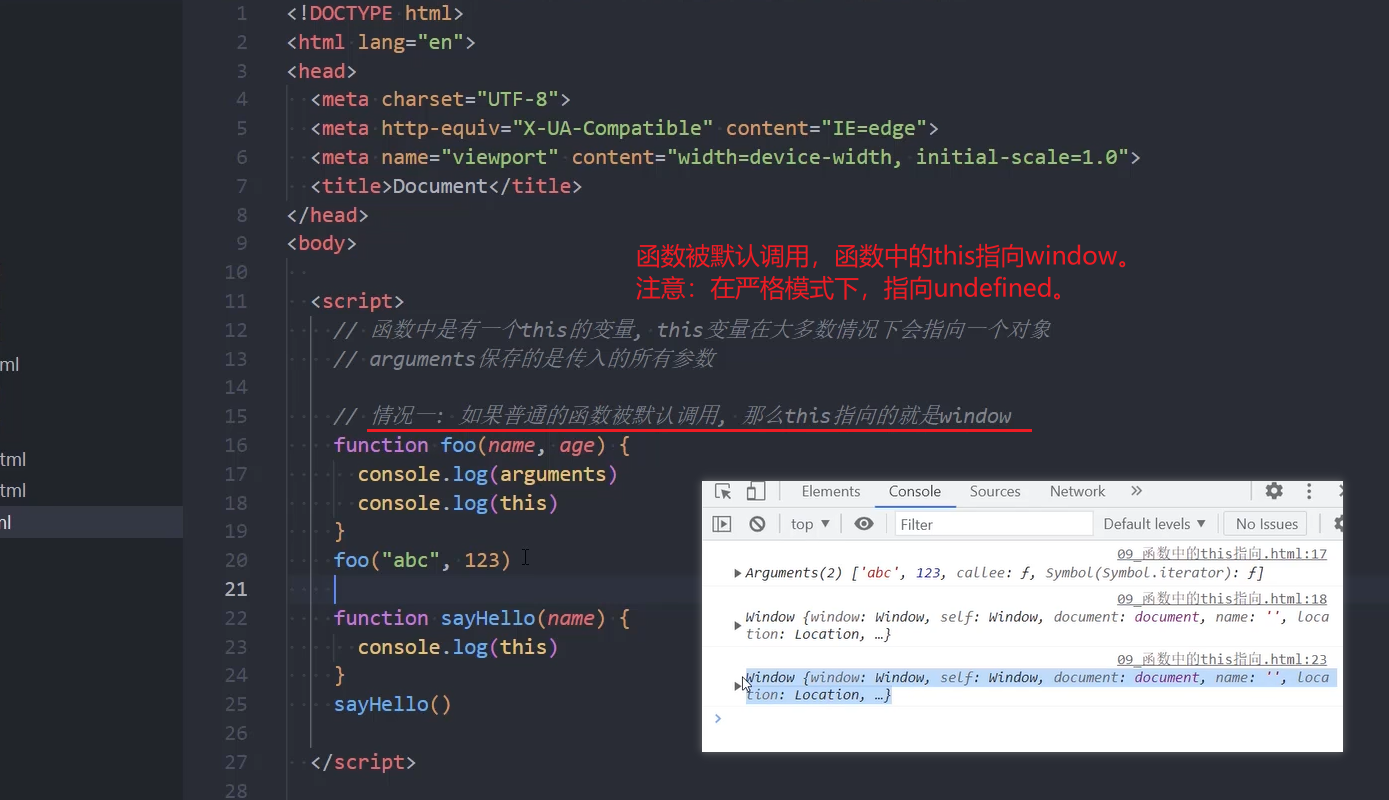 1 <!DOCTYPE html>
2 <html lang="en">
3 <head>
4 <meta charset="UTF-8">
5 <meta http-equiv="X-UA-Compatible" content="IE=edge">
6 <meta name="viewport" content="width=device-width, initial-scale=1.0">
7 <title>Document</title>
8 </head>
9 <body>
函数被默认调用，函数中的this指向window。
10
注意：在严格模式下，指向undefined。
11 <script>
12 // 函数中是有一个this的变量, this变量在大多数情况下会指向一个对象
13 // arguments保存的是传入的所有参数
ml
14
15 // 情况一: 如果普通的函数被默认调用, 那么this指向的就是window
16 function foo(name, age) {
tml
17 console.log(arguments)
tml
18 console.log(this)
ml
19 }
20 foo("abc", 123)
21
22 function sayHello(name) {
23 console.log(this)
24 }
25 sayHello()
26
27 </script>
28
Elements Console Sources Network »
top ▼ Filter Default levels ▼ No Issues
09_函数中的this指向.html:17
▶Arguments(2) ['abc', 123, callee: ƒ, Symbol(Symbol.iterator): ƒ]
09_函数中的this指向.html:18
▶Window {window: Window, self: Window, document: document, name: '', loca
tion: Location, …}
09_函数中的this指向.html:23
▶Window {window: Window, self: Window, document: document, name: '', loca
tion: Location, …}
>